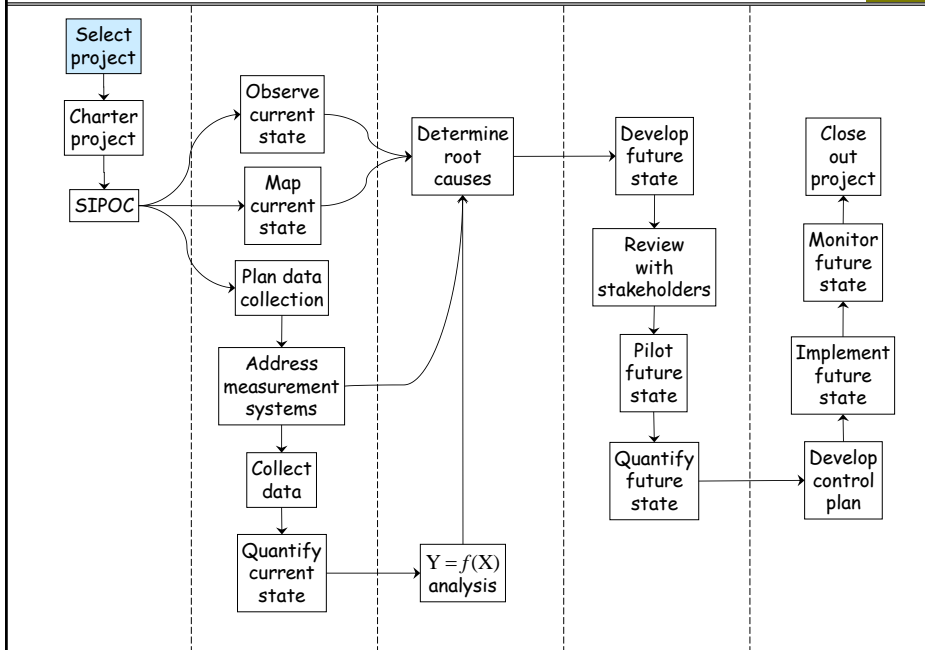 Select
project
Charter
project
SIPOC
Observe
current
state
Map
current
state
Plan data
collection
Address
measurement
systems
Collect
data
Quantify
current
state
Determine
root
causes
Y = f(X)
analysis
Develop
future
state
Review
with
stakeholders
Pilot
future
state
Quantify
future
state
Close
out
project
Monitor
future
state
Implement
future
state
Develop
control
plan